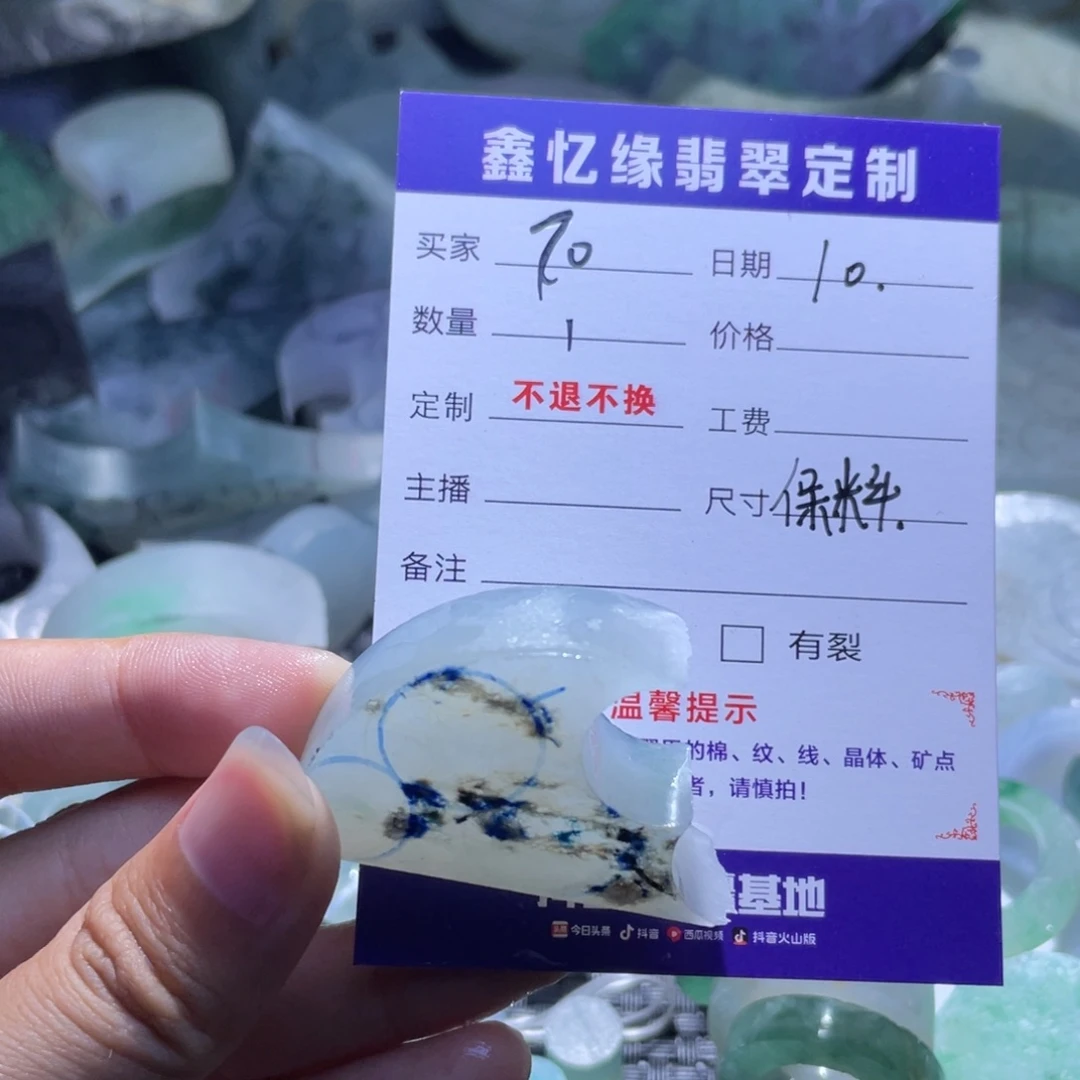 鑫忆缘翡翠定制
买家 70 日期 10.
数量 1 价格
定制 不退不换 工费
主播 尺寸 保料.
备注
有裂
温馨提示
的棉、纹、线、晶体、矿点
者，请慎拍！
基地
今日头条 抖音 西瓜视频 抖音火山版